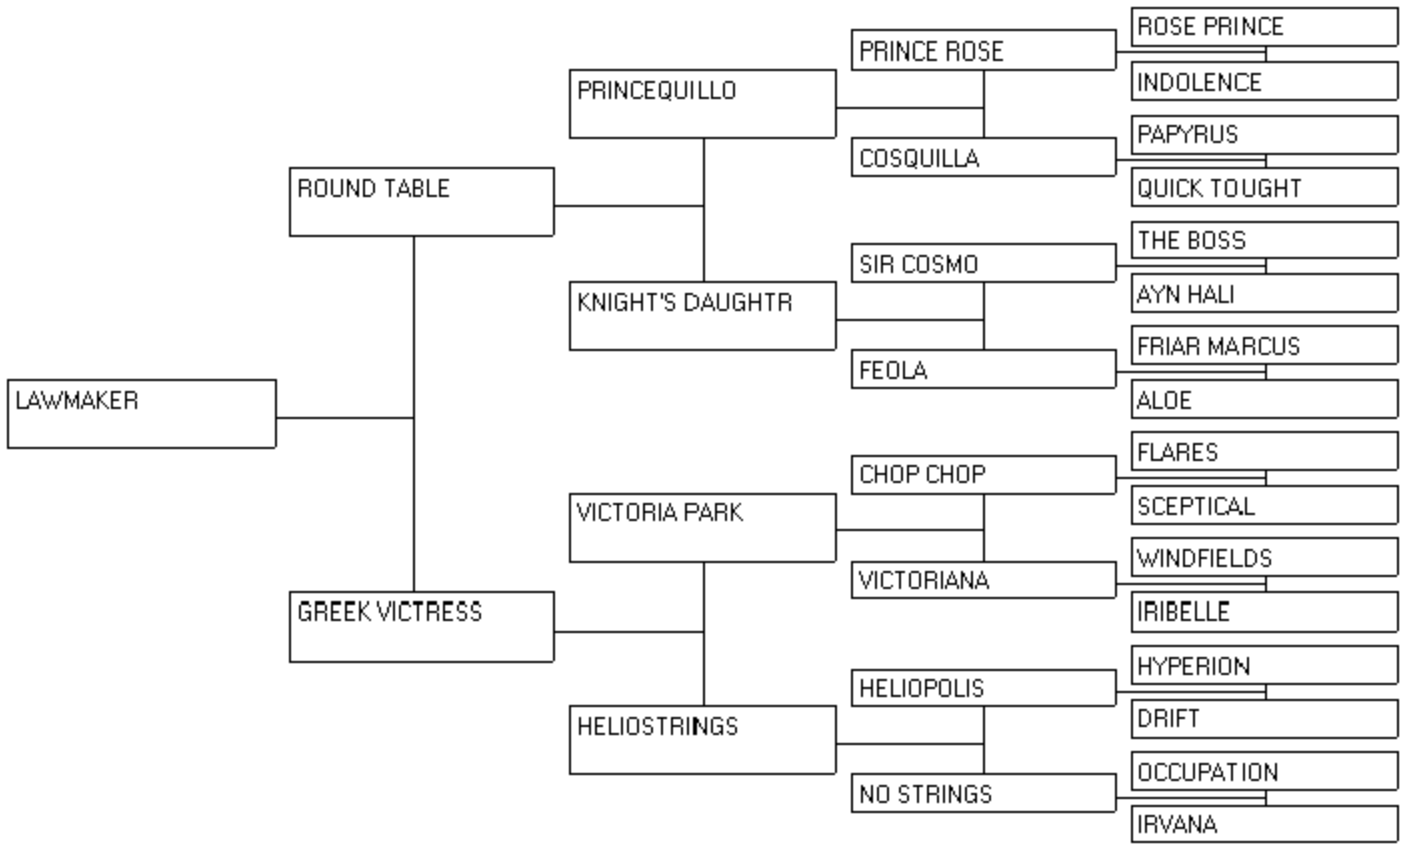 ROSE PRINCE
PRINCE ROSE
INDOLENCE
PRINCEQUILLO
PAPYRUS
COSQUILLA
QUICK TOUGHT
ROUND TABLE
THE BOSS
SIR COSMO
AYN HALI
KNIGHT'S DAUGHTR
FRIAR MARCUS
FEOLA
ALOE
LAWMAKER
FLARES
CHOP CHOP
SCEPTICAL
VICTORIA PARK
WINDFIELDS
VICTORIANA
IRIBELLE
GREEK VICTRESS
HYPERION
HELIOPOLIS
DRIFT
HELIOSTRINGS
OCCUPATION
NO STRINGS
IRVANA